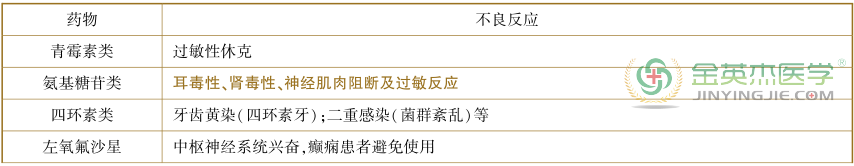 药物 不良反应
青霉素类 过敏性休克
氨基糖苷类 耳毒性、肾毒性、神经肌肉阻断及过敏反应
四环素类 牙齿黄染(四环素牙);二重感染(菌群紊乱)等
左氧氟沙星 中枢神经系统兴奋,癫痫患者避免使用
金英杰医学®
JINYINGJIE.COM